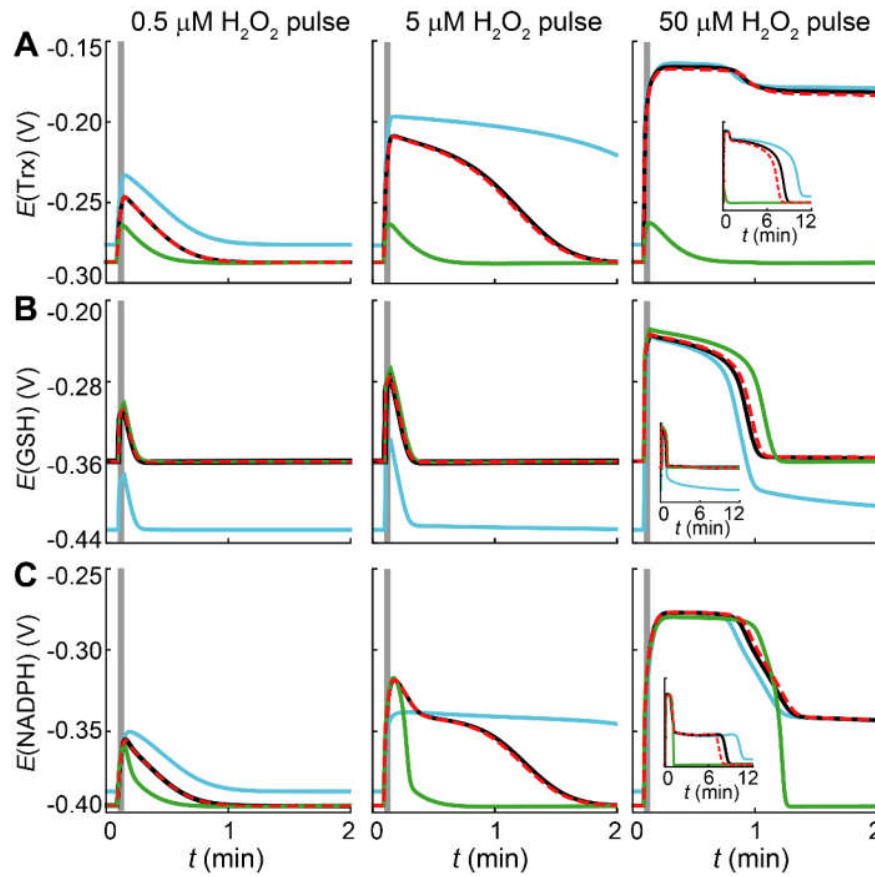 0.5 μM H₂O₂ pulse 5 μM H₂O₂ pulse 50 μM H₂O₂ pulse
A
E(Trx) (V)
-0.15
-0.20
-0.25
-0.30
6 12
t (min)
B
E(GSH) (V)
-0.20
-0.28
-0.36
-0.44
6 12
t (min)
C
E(NADPH) (V)
-0.25
-0.30
-0.35
-0.40
0 6 12
t (min)
0 1 2 0 1 2 0 1 2
t (min) t (min) t (min)